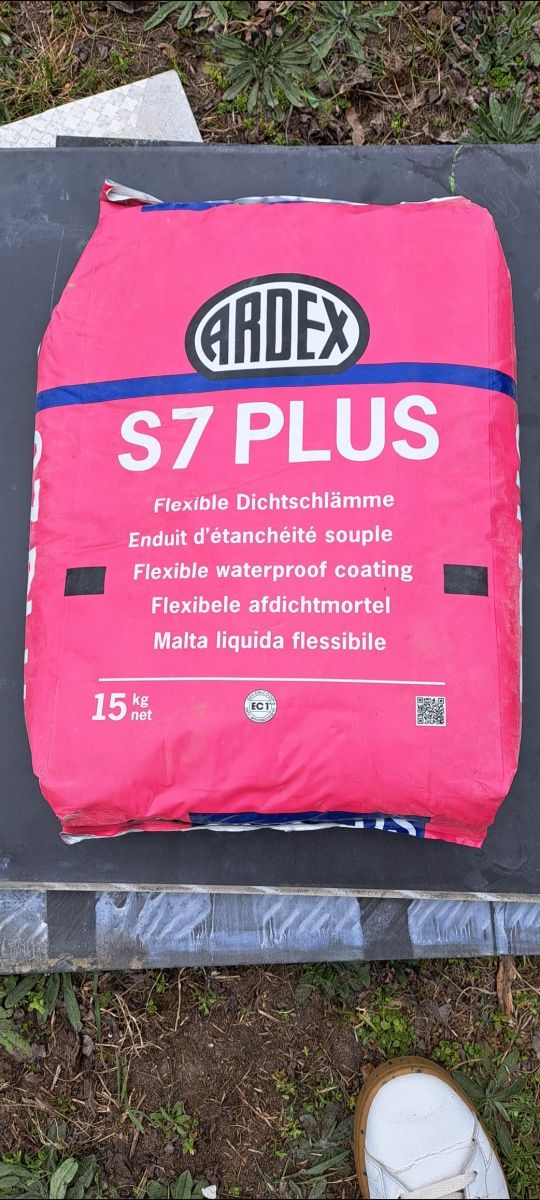 ARDEX
S7 PLUS
Flexible Dichtschlämme
Enduit d'étanchéité souple
Flexible waterproof coating
Flexibele afdichtmortel
Malta liquida flessibile
15 kg net
EC1